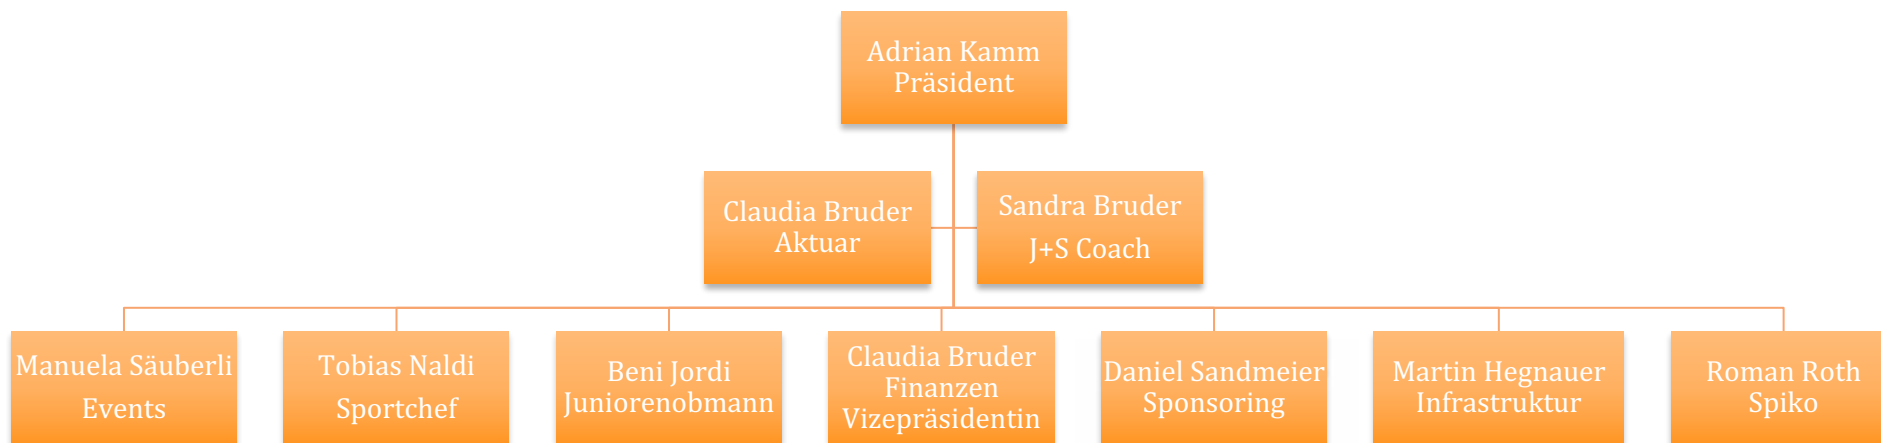 Adrian Kamm
Präsident
Claudia Bruder
Aktuar
Sandra Bruder
J+S Coach
Manuela Säuberli
Events
Tobias Naldi
Sportchef
Beni Jordi
Juniorenobmann
Claudia Bruder
Finanzen
Vizepräsidentin
Daniel Sandmeier
Sponsoring
Martin Hegnauer
Infrastruktur
Roman Roth
Spiko